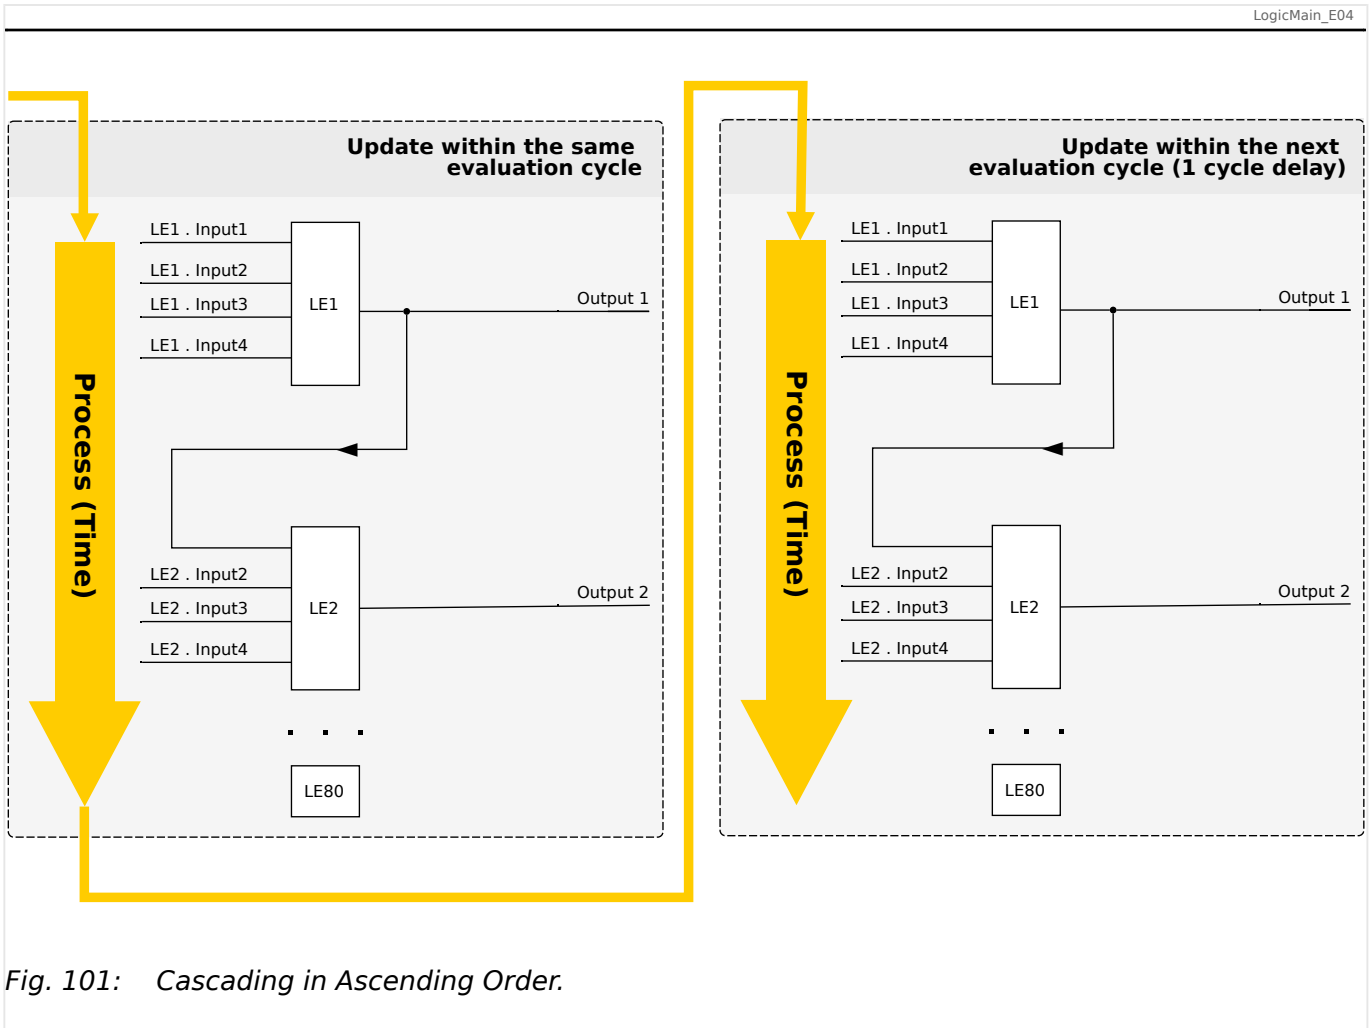 LogicMain_E04
Update within the same
evaluation cycle
LE1 . Input1
LE1 . Input2
LE1 . Input3
LE1 . Input4
LE1
Output 1
Process (Time)
LE2 . Input2
LE2 . Input3
LE2 . Input4
LE2
Output 2
. . .
LE80
Update within the next
evaluation cycle (1 cycle delay)
LE1 . Input1
LE1 . Input2
LE1 . Input3
LE1 . Input4
LE1
Output 1
Process (Time)
LE2 . Input2
LE2 . Input3
LE2 . Input4
LE2
Output 2
. . .
LE80
Fig. 101: Cascading in Ascending Order.